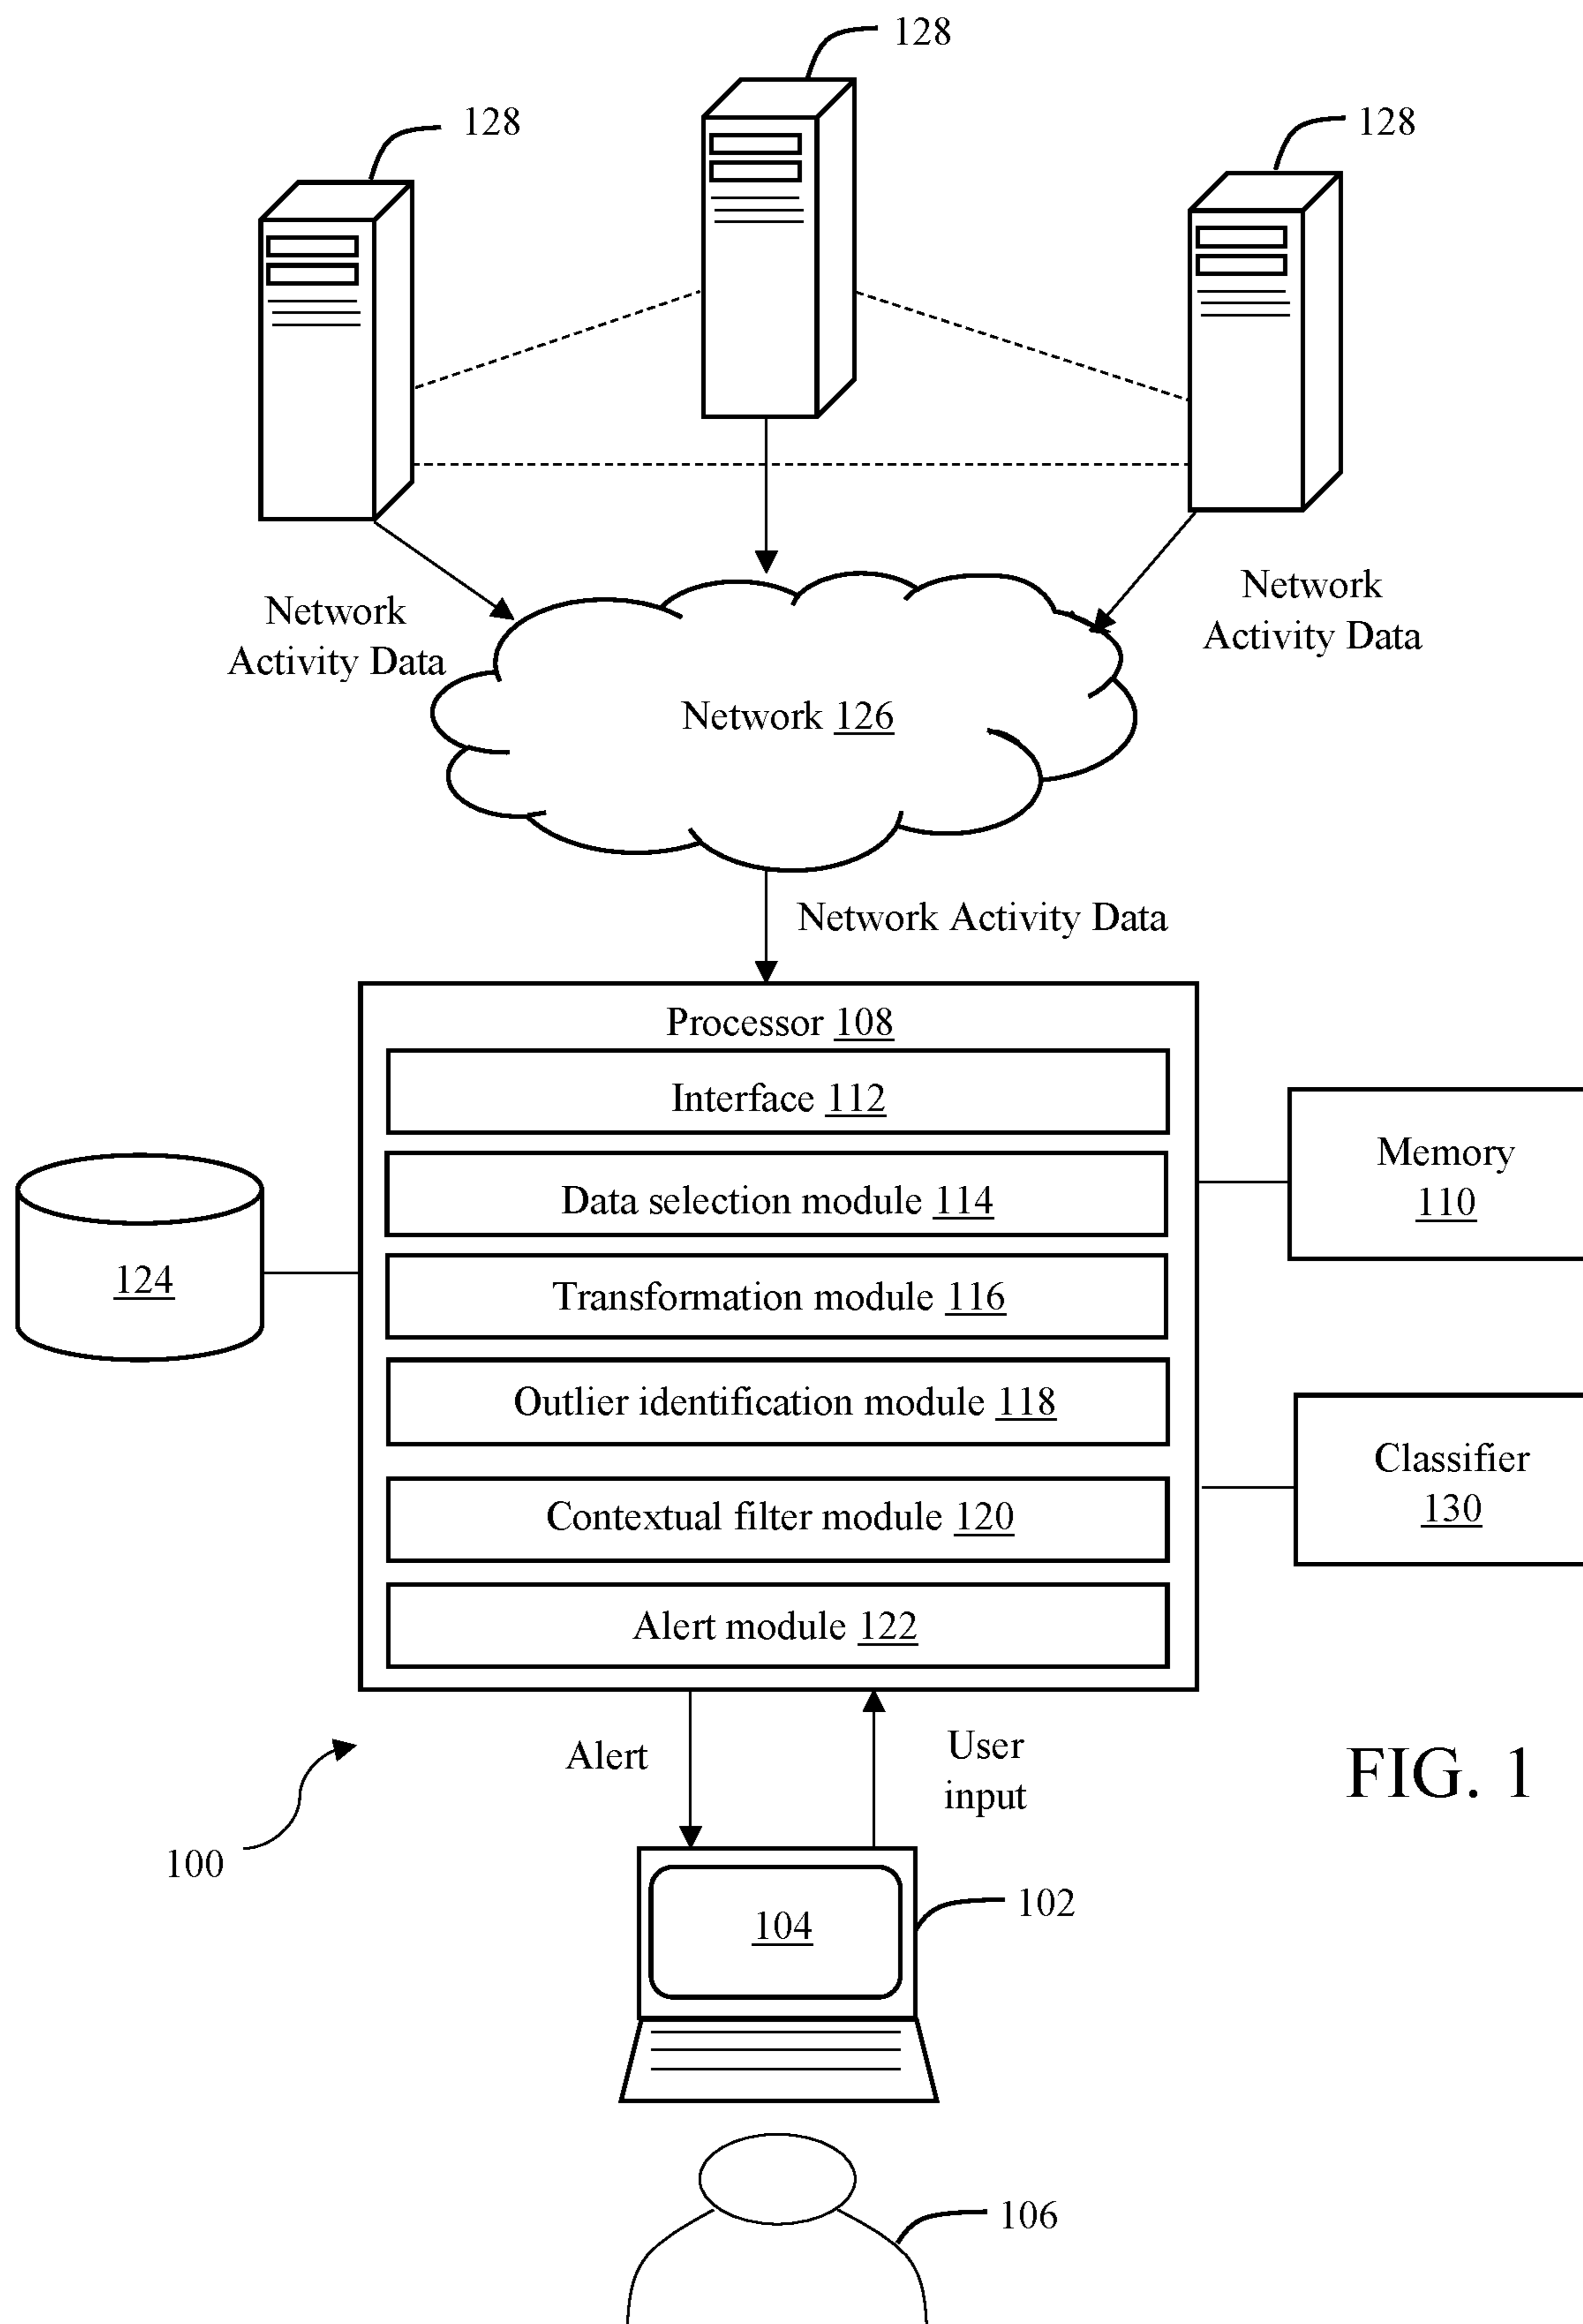 128
128
128
Network
Activity Data
Network
Activity Data
Network 126
Network Activity Data
Processor 108
Interface 112
Data selection module 114
Transformation module 116
Outlier identification module 118
Contextual filter module 120
Alert module 122
124
Memory
110
Classifier
130
Alert
User
input
FIG. 1
100
104
102
106